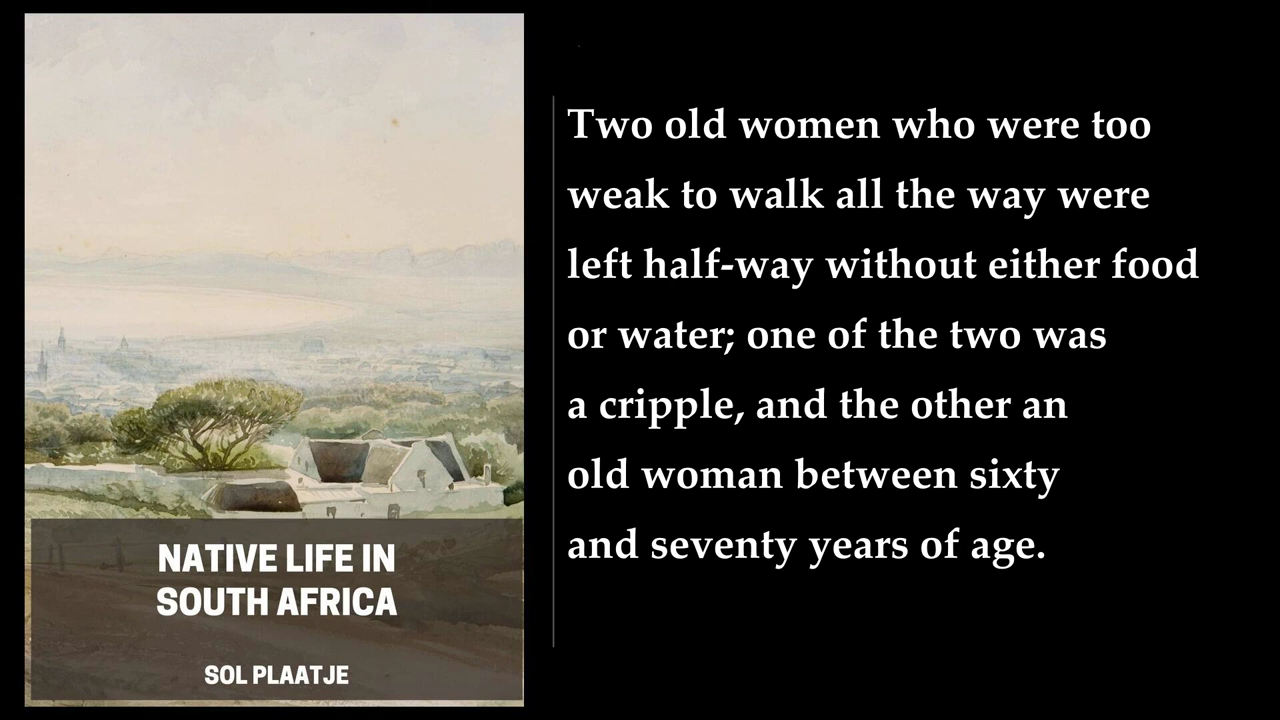 NATIVE LIFE IN
SOUTH AFRICA
SOL PLAATJE
Two old women who were too
weak to walk all the way were
left half-way without either food
or water; one of the two was
a cripple, and the other an
old woman between sixty
and seventy years of age.